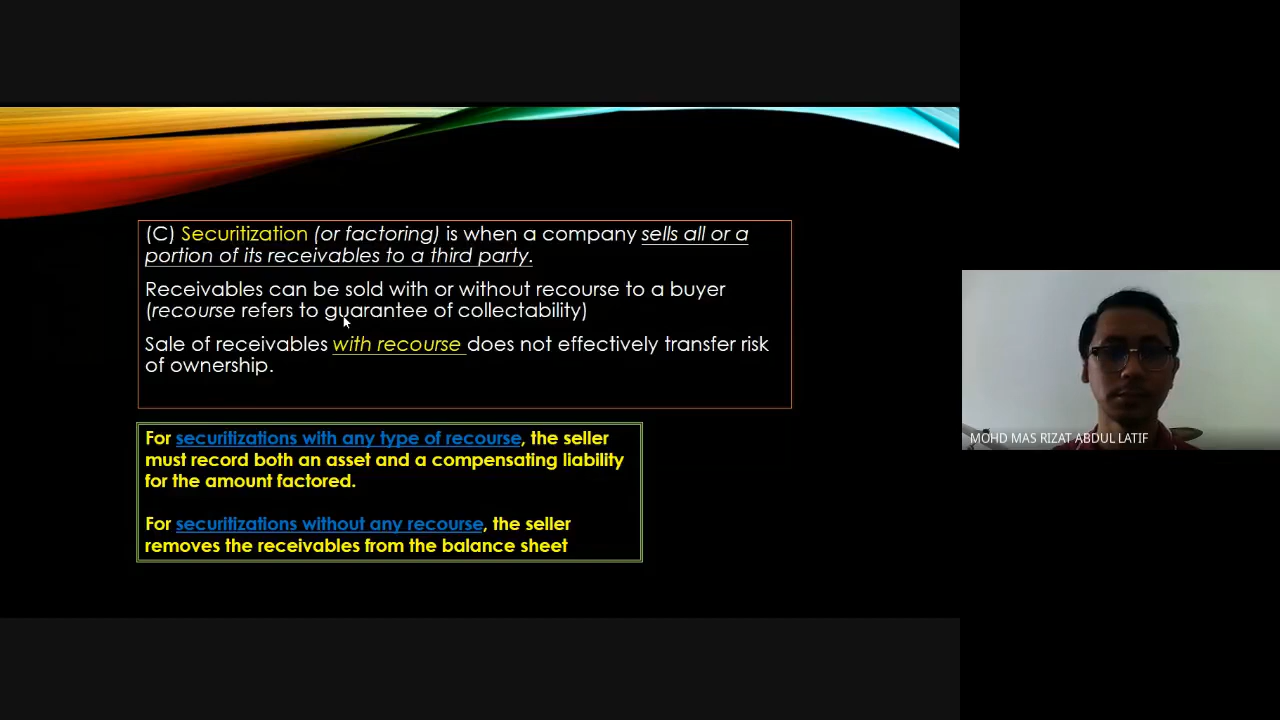 (C) Securitization (or factoring) is when a company sells all or a
portion of its receivables to a third party.
Receivables can be sold with or without recourse to a buyer
(recourse refers to guarantee of collectability)
Sale of receivables with recourse does not effectively transfer risk
of ownership.
For securitizations with any type of recourse, the seller
must record both an asset and a compensating liability
for the amount factored.
For securitizations without any recourse, the seller
removes the receivables from the balance sheet
MOHD MAS RIZAT ABDUL LATIF